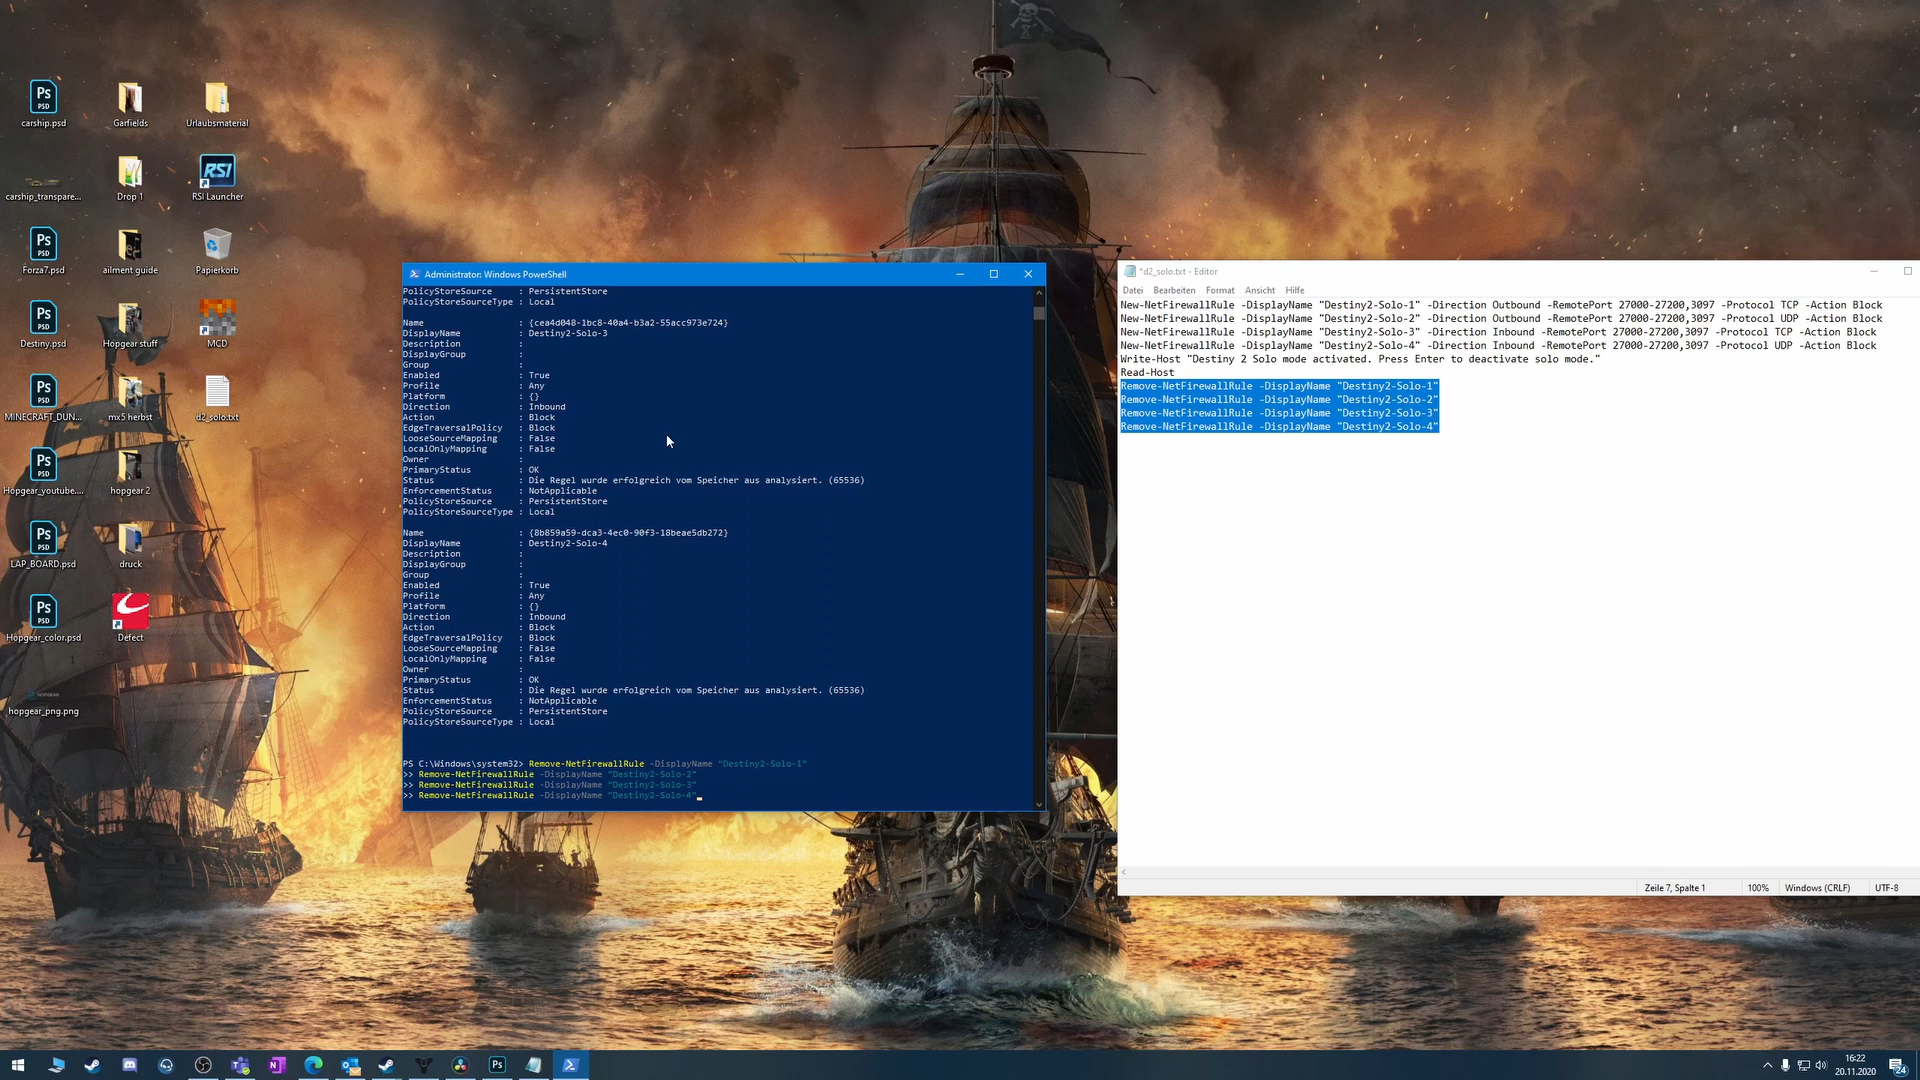 carship.psd
Garfields
Urlaubsmaterial
carship_transpare...
Drop 1
RSI Launcher
Forza7.psd
ailment guide
Papierkorb
Destiny.psd
Hopgear stuff
MCD
MINECRAFT_DUN...
mx5 herbst
d2_solo.txt
Hopgear_youtube....
hopgear 2
LAP_BOARD.psd
druck
Hopgear_color.psd
Defect
hopgear_png.png
Administrator: Windows PowerShell
PolicyStoreSource : PersistentStore
PolicyStoreSourceType : Local
Name : {cea4d048-1bc8-40a4-b3a2-55acc973e724}
DisplayName : Destiny2-Solo-3
Description :
DisplayGroup :
Group :
Enabled : True
Profile : Any
Platform : {}
Direction : Inbound
Action : Block
EdgeTraversalPolicy : Block
LooseSourceMapping : False
LocalOnlyMapping : False
Owner :
PrimaryStatus : OK
Status : Die Regel wurde erfolgreich vom Speicher aus analysiert. (65536)
EnforcementStatus : NotApplicable
PolicyStoreSource : PersistentStore
PolicyStoreSourceType : Local
Name : {8b859a59-dca3-4ec0-90f3-18beae5db272}
DisplayName : Destiny2-Solo-4
Description :
DisplayGroup :
Group :
Enabled : True
Profile : Any
Platform : {}
Direction : Inbound
Action : Block
EdgeTraversalPolicy : Block
LooseSourceMapping : False
LocalOnlyMapping : False
Owner :
PrimaryStatus : OK
Status : Die Regel wurde erfolgreich vom Speicher aus analysiert. (65536)
EnforcementStatus : NotApplicable
PolicyStoreSource : PersistentStore
PolicyStoreSourceType : Local
PS C:\Windows\system32> Remove-NetFirewallRule -DisplayName "Destiny2-Solo-1"
>> Remove-NetFirewallRule -DisplayName "Destiny2-Solo-2"
>> Remove-NetFirewallRule -DisplayName "Destiny2-Solo-3"
>> Remove-NetFirewallRule -DisplayName "Destiny2-Solo-4"
*d2_solo.txt - Editor
Datei Bearbeiten Format Ansicht Hilfe
New-NetFirewallRule -DisplayName "Destiny2-Solo-1" -Direction Outbound -RemotePort 27000-27200,3097 -Protocol TCP -Action Block
New-NetFirewallRule -DisplayName "Destiny2-Solo-2" -Direction Outbound -RemotePort 27000-27200,3097 -Protocol UDP -Action Block
New-NetFirewallRule -DisplayName "Destiny2-Solo-3" -Direction Inbound -RemotePort 27000-27200,3097 -Protocol TCP -Action Block
New-NetFirewallRule -DisplayName "Destiny2-Solo-4" -Direction Inbound -RemotePort 27000-27200,3097 -Protocol UDP -Action Block
Write-Host "Destiny 2 Solo mode activated. Press Enter to deactivate solo mode."
Read-Host
Remove-NetFirewallRule -DisplayName "Destiny2-Solo-1"
Remove-NetFirewallRule -DisplayName "Destiny2-Solo-2"
Remove-NetFirewallRule -DisplayName "Destiny2-Solo-3"
Remove-NetFirewallRule -DisplayName "Destiny2-Solo-4"
Zeile 7, Spalte 1 100% Windows (CRLF) UTF-8
16:22
20.11.2020
24